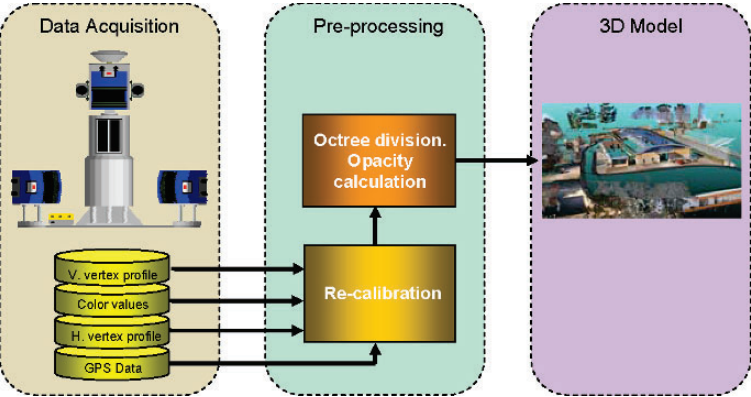 Data Acquisition
Pre-processing
3D Model
Octree division.
Opacity
calculation
Re-calibration
V. vertex profile
Color values
H. vertex profile
GPS Data